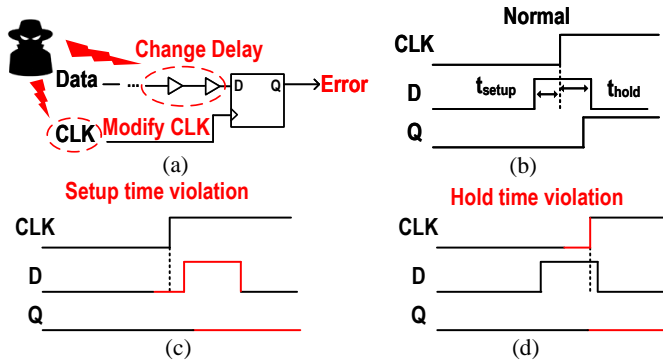 Change Delay
Data
D
Q
Error
CLK
Modify CLK
(a)
Normal
CLK
D
t_setup
t_hold
Q
(b)
Setup time violation
CLK
D
Q
(c)
Hold time violation
CLK
D
Q
(d)